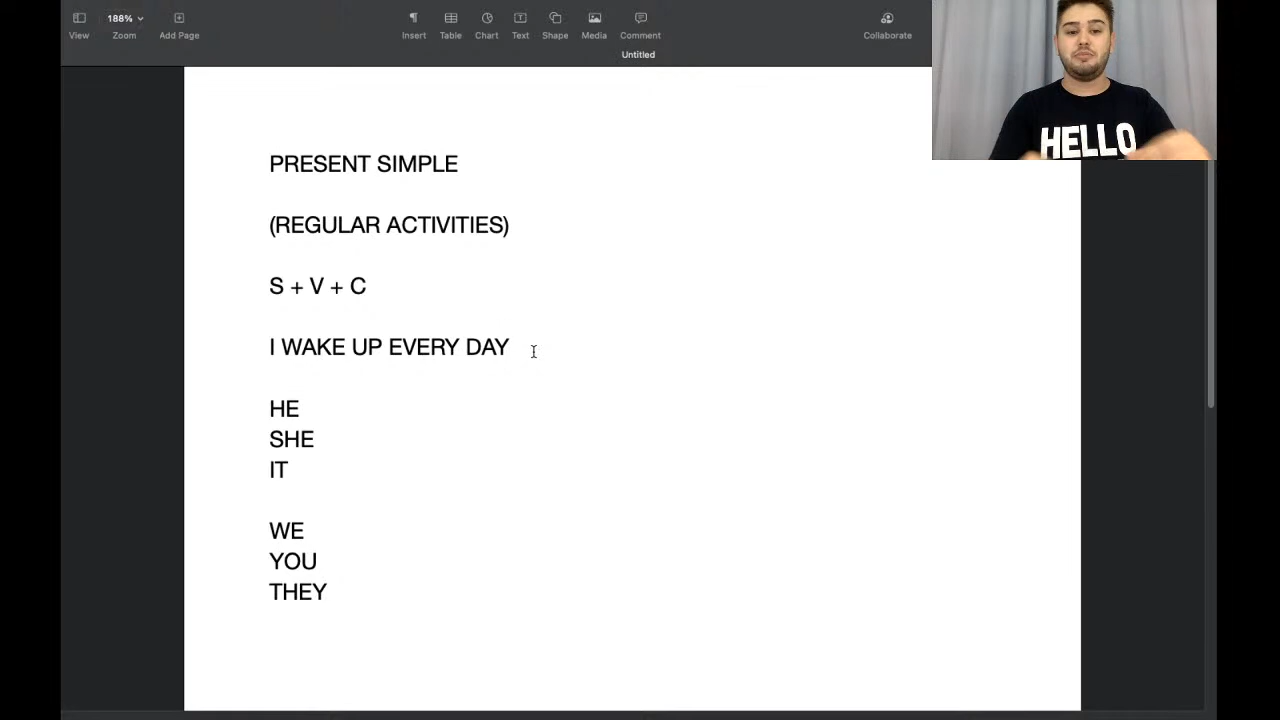 188%
View
Zoom
Add Page
Insert
Table
Chart
Text
Shape
Media
Comment
Collaborate
Untitled
HELLO
PRESENT SIMPLE
(REGULAR ACTIVITIES)
S + V + C
I WAKE UP EVERY DAY
HE
SHE
IT
WE
YOU
THEY